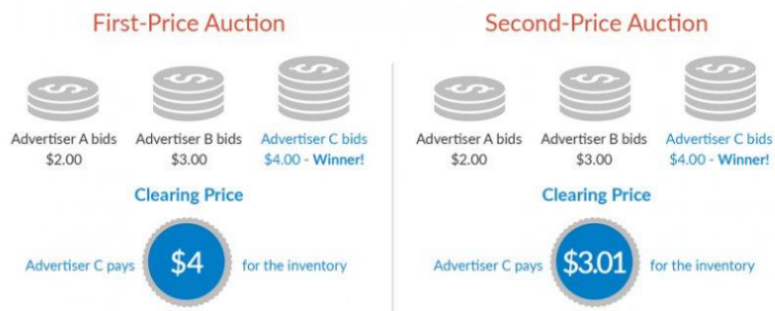 First-Price Auction
Advertiser A bids
$2.00
Advertiser B bids
$3.00
Advertiser C bids
$4.00 - Winner!
Clearing Price
Advertiser C pays
$4
for the inventory
Second-Price Auction
Advertiser A bids
$2.00
Advertiser B bids
$3.00
Advertiser C bids
$4.00 - Winner!
Clearing Price
Advertiser C pays
$3.01
for the inventory